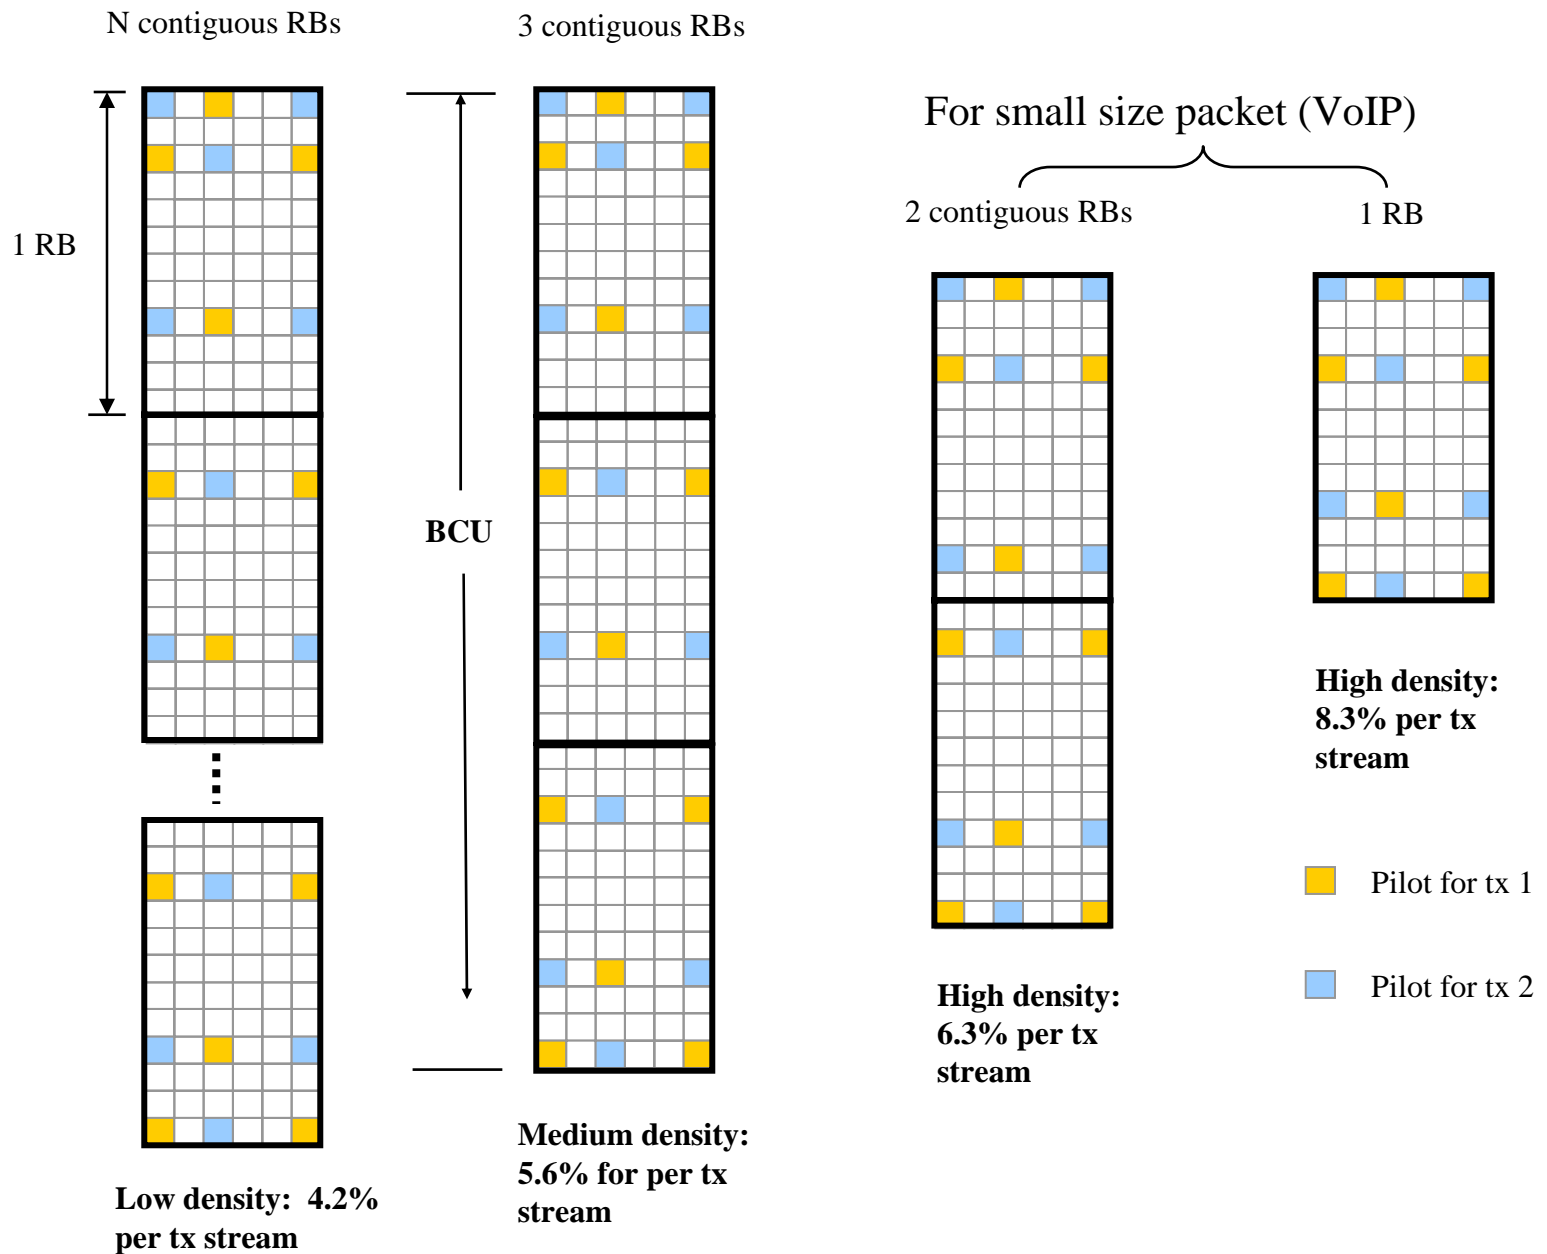 N contiguous RBs
3 contiguous RBs
For small size packet (VoIP)
2 contiguous RBs
1 RB
1 RB
BCU
High density:
8.3% per tx
stream
Pilot for tx 1
Pilot for tx 2
High density:
6.3% per tx
stream
Medium density:
5.6% for per tx
stream
Low density: 4.2%
per tx stream